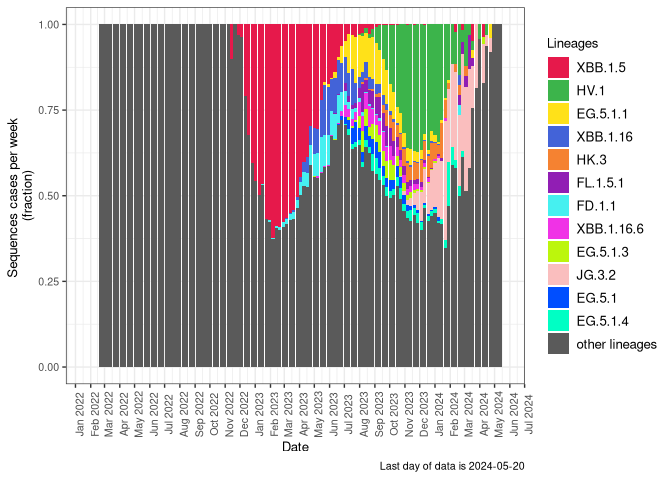 Sequences cases per week
(fraction)
1.00
0.75
0.50
0.25
0.00
Jan 2022
Feb 2022
Mar 2022
Apr 2022
May 2022
Jun 2022
Jul 2022
Aug 2022
Sep 2022
Oct 2022
Nov 2022
Dec 2022
Jan 2023
Feb 2023
Mar 2023
Apr 2023
May 2023
Jun 2023
Jul 2023
Aug 2023
Sep 2023
Oct 2023
Nov 2023
Dec 2023
Jan 2024
Feb 2024
Mar 2024
Apr 2024
May 2024
Jun 2024
Jul 2024
Date
Lineages
XBB.1.5
HV.1
EG.5.1.1
XBB.1.16
HK.3
FL.1.5.1
FD.1.1
XBB.1.16.6
EG.5.1.3
JG.3.2
EG.5.1
EG.5.1.4
other lineages
Last day of data is 2024-05-20